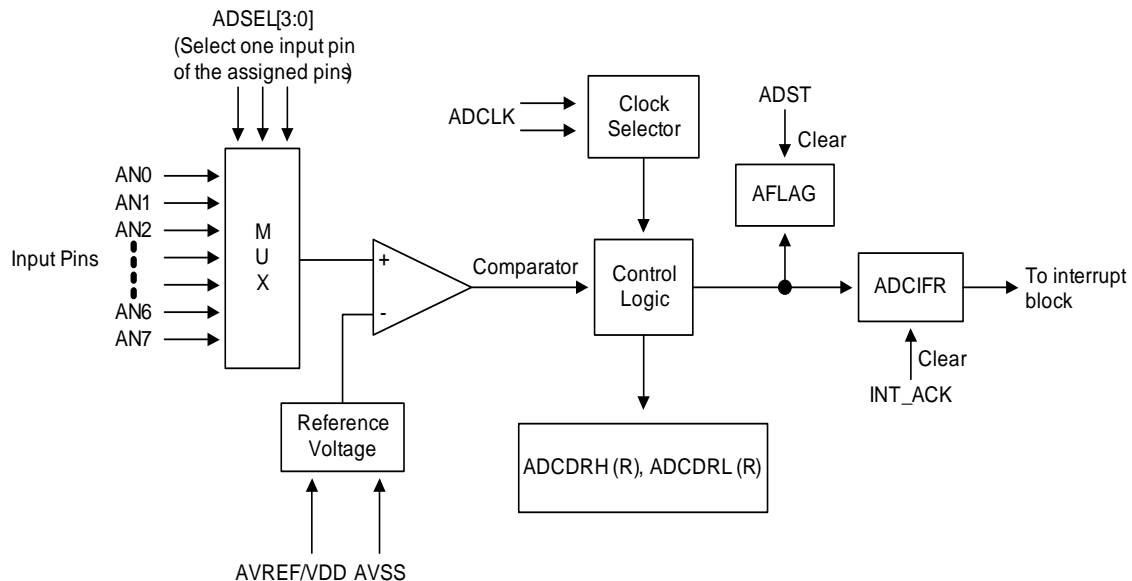 ADSEL[3:0]
(Select one input pin
of the assigned pins)
ADCLK
Clock
Selector
ADST
Clear
AFLAG
AN0
AN1
AN2
Input Pins
AN6
AN7
M
U
X
+
-
Comparator
Control
Logic
ADCIFR
To interrupt
block
Clear
INT_ACK
Reference
Voltage
ADCDRH (R), ADCDRL (R)
AVREF/VDD AVSS